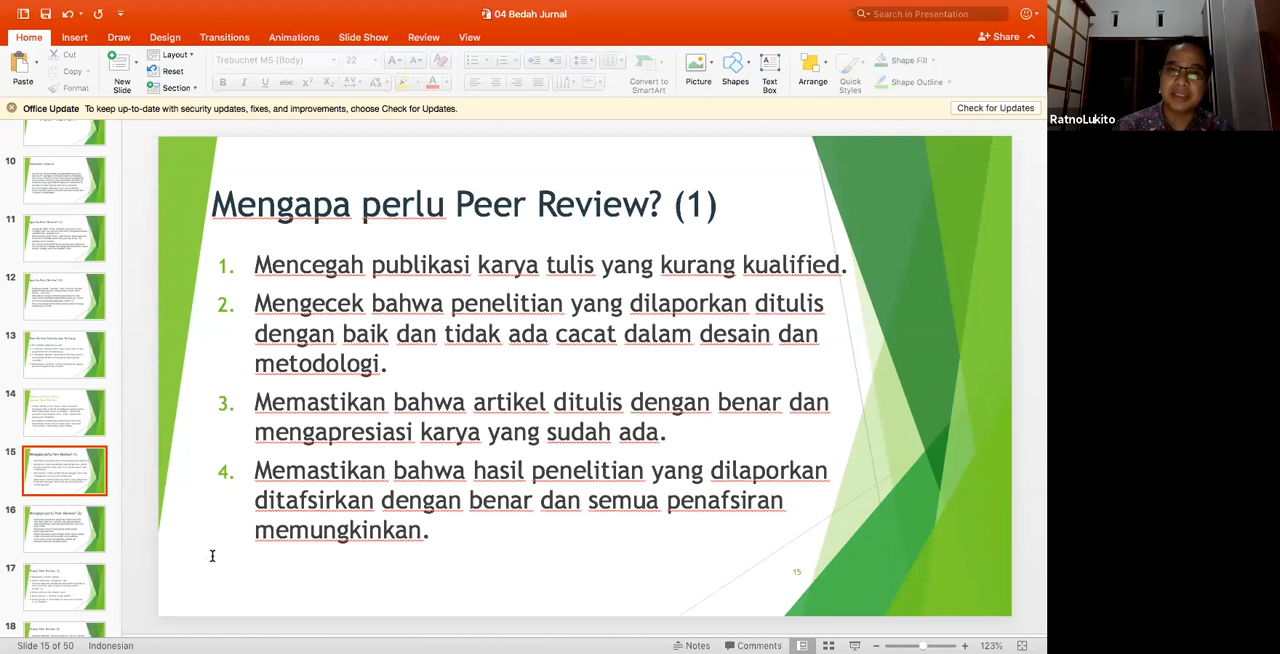 04 Bedah Jurnal
Search in Presentation
Home Insert Draw Design Transitions Animations Slide Show Review View
Share
Paste
Cut
Copy
Format
New Slide
Layout
Reset
Section
Trebuchet MS (Body) 22
Convert to SmartArt
Picture
Shapes
Text Box
Arrange
Quick Styles
Shape Fill
Shape Outline
Office Update To keep up-to-date with security updates, fixes, and improvements, choose Check for Updates.
Check for Updates
RatnoLukito
10
11
12
13
14
15
16
17
18
Mengapa perlu Peer Review? (1)
1. Mencegah publikasi karya tulis yang kurang kualified.
2. Mengecek bahwa penelitian yang dilaporkan ditulis
dengan baik dan tidak ada cacat dalam desain dan
metodologi.
3. Memastikan bahwa artikel ditulis dengan benar dan
mengapresiasi karya yang sudah ada.
4. Memastikan bahwa hasil penelitian yang dilaporkan
ditafsirkan dengan benar dan semua penafsiran
memungkinkan.
15
Slide 15 of 50 Indonesian
Notes Comments 123%